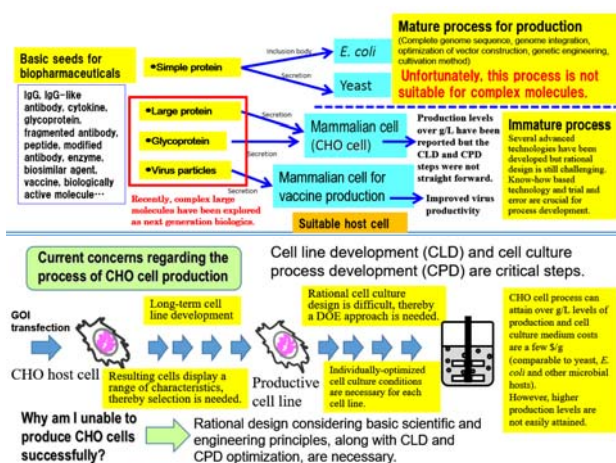 Basic seeds for
biopharmaceuticals
IgG, IgG-like
antibody, cytokine,
glycoprotein,
fragmented antibody,
peptide, modified
antibody, enzyme,
biosimilar agent,
vaccine, biologically
active molecule…
•Simple protein
•Large protein
•Glycoprotein
•Virus particles
Recently, complex large
molecules have been explored
as next generation biologics.
Inclusion body
Secretion
Secretion
Secretion
Secretion
E. coli
Yeast
Mammalian cell
(CHO cell)
Mammalian cell for
vaccine production
Suitable host cell
Mature process for production
(Complete genome sequence, genome integration,
optimization of vector construction, genetic engineering,
cultivation method)
Unfortunately, this process is not
suitable for complex molecules.
Production levels
over g/L have been
reported but the
CLD and CPD
steps were not
straight forward.
Improved virus
productivity
Immature process
Several advanced
technologies have been
developed but rational
design is still challenging.
Know-how based
technology and trial and
error are crucial for
process development.
Current concerns regarding the
process of CHO cell production
Cell line development (CLD) and cell culture
process development (CPD) are critical steps.
GOI
transfection
CHO host cell
Long-term cell
line development
Resulting cells display a
range of characteristics,
thereby selection is needed.
Productive
cell line
Rational cell culture
design is difficult, thereby
a DOE approach is needed.
Individually-optimized
cell culture conditions
are necessary for each
cell line.
CHO cell process can
attain over g/L levels of
production and cell
culture medium costs
are a few $/g
(comparable to yeast, E.
coli and other microbial
hosts).
However, higher
production levels are
not easily attained.
Why am I unable to
produce CHO cells
successfully?
Rational design considering basic scientific and
engineering principles, along with CLD and
CPD optimization, are necessary.